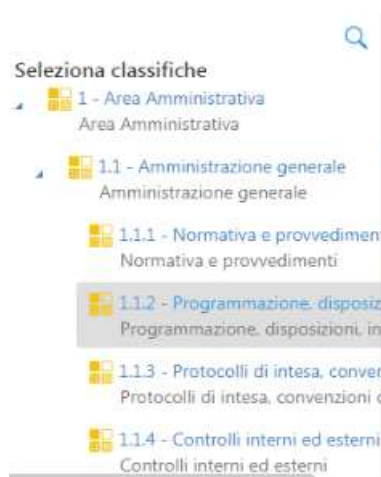 Seleziona classifiche
1 - Area Amministrativa
Area Amministrativa
1.1 - Amministrazione generale
Amministrazione generale
1.1.1 - Normativa e provvedimen
Normativa e provvedimenti
1.1.2 - Programmazione, disposiz
Programmazione, disposizioni, in
1.1.3 - Protocolli di intesa, conver
Protocolli di intesa, convenzioni
1.1.4 - Controlli interni ed esterni
Controlli interni ed esterni